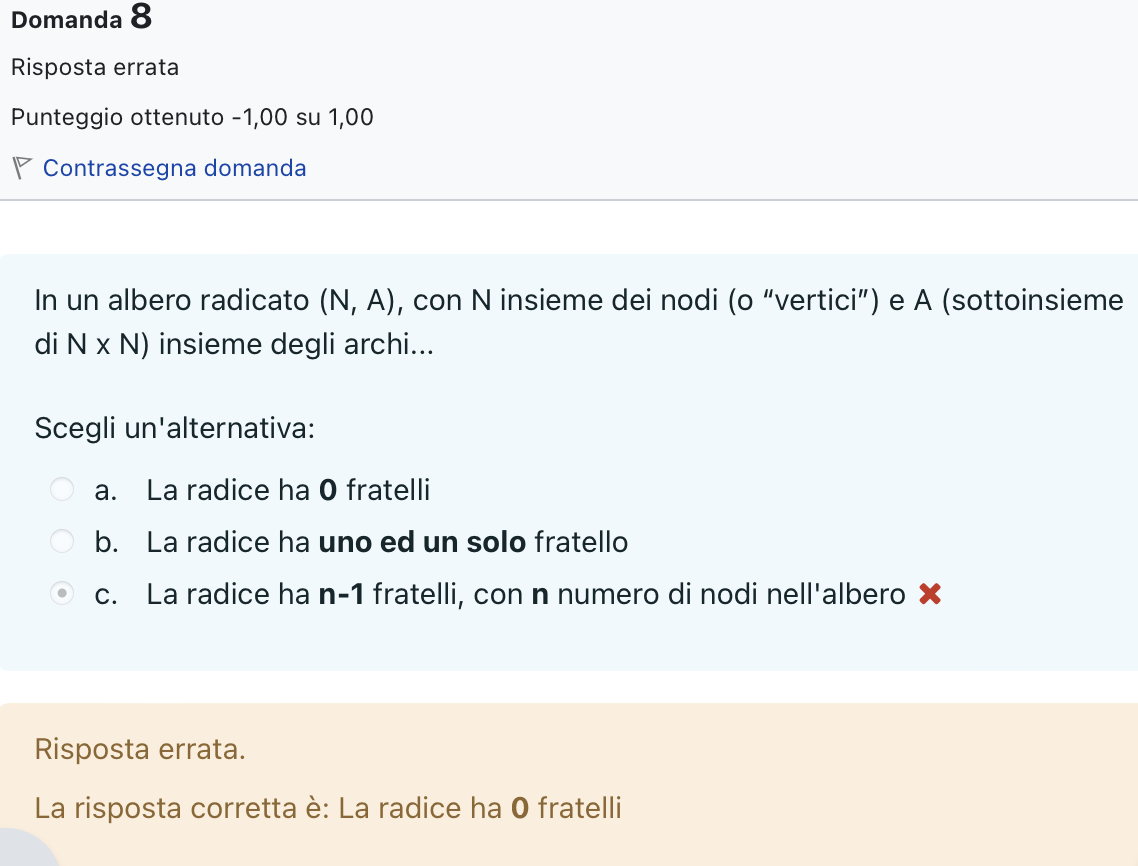 Domanda 8
Risposta errata
Punteggio ottenuto -1,00 su 1,00
Contrassegna domanda
In un albero radicato (N, A), con N insieme dei nodi (o “vertici”) e A (sottoinsieme
di N x N) insieme degli archi...
Scegli un'alternativa:
a. La radice ha 0 fratelli
b. La radice ha uno ed un solo fratello
c. La radice ha n-1 fratelli, con n numero di nodi nell'albero
Risposta errata.
La risposta corretta è: La radice ha 0 fratelli